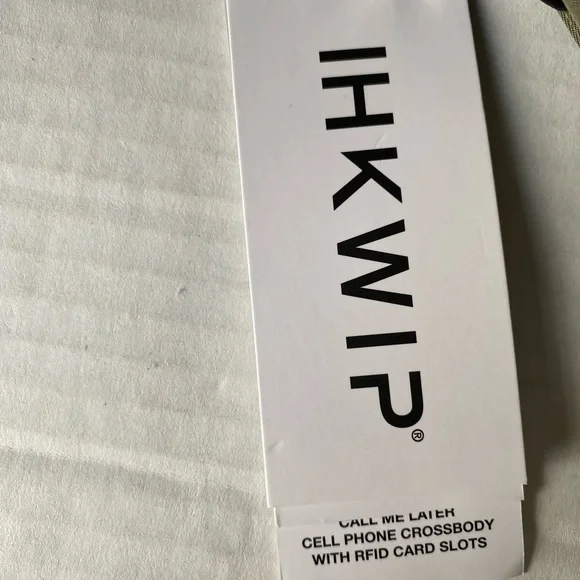 IHKWIP®
CALL ME LATER
CELL PHONE CROSSBODY
WITH RFID CARD SLOTS